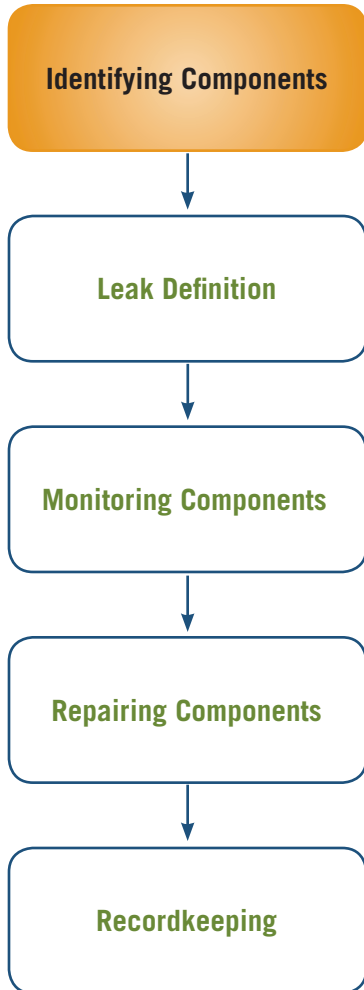 Identifying Components
Leak Definition
Monitoring Components
Repairing Components
Recordkeeping